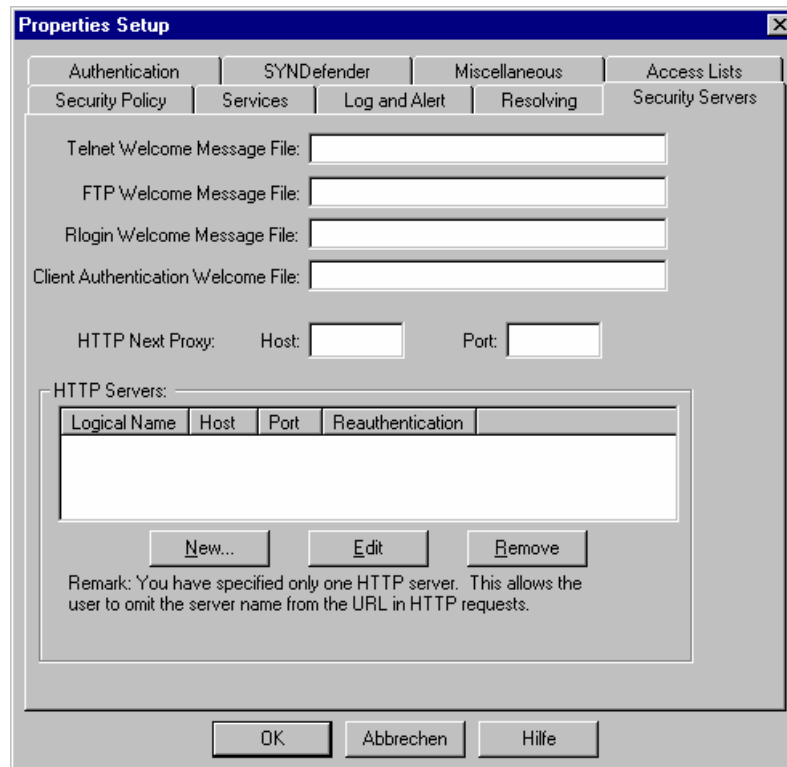 Properties Setup
Authentication SYNDefender Miscellaneous Access Lists
Security Policy Services Log and Alert Resolving Security Servers
Telnet Welcome Message File:
FTP Welcome Message File:
Rlogin Welcome Message File:
Client Authentication Welcome File:
HTTP Next Proxy: Host: Port:
HTTP Servers:
Logical Name Host Port Reauthentication
New... Edit Remove
Remark: You have specified only one HTTP server. This allows the
user to omit the server name from the URL in HTTP requests.
OK Abbrechen Hilfe